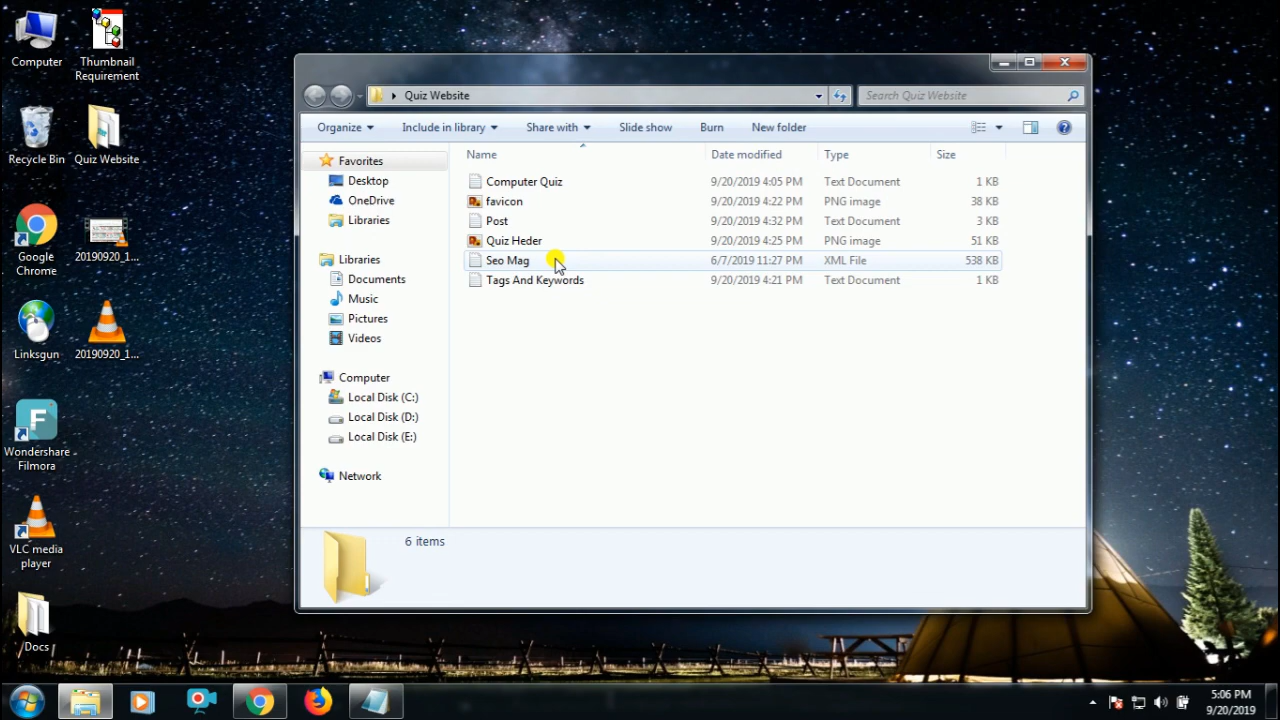 Computer
Thumbnail
Requirement
Recycle Bin
Quiz Website
Google
Chrome
20190920_1...
Linksgun
20190920_1...
Wondershare
Filmora
VLC media
player
Docs
Quiz Website
Search Quiz Website
Organize Include in library Share with Slide show Burn New folder
Favorites
Desktop
OneDrive
Libraries
Libraries
Documents
Music
Pictures
Videos
Computer
Local Disk (C:)
Local Disk (D:)
Local Disk (E:)
Network
Name Date modified Type Size
Computer Quiz 9/20/2019 4:05 PM Text Document 1 KB
favicon 9/20/2019 4:22 PM PNG image 38 KB
Post 9/20/2019 4:32 PM Text Document 3 KB
Quiz Heder 9/20/2019 4:25 PM PNG image 51 KB
Seo Mag 6/7/2019 11:27 PM XML File 538 KB
Tags And Keywords 9/20/2019 4:21 PM Text Document 1 KB
6 items
5:06 PM
9/20/2019